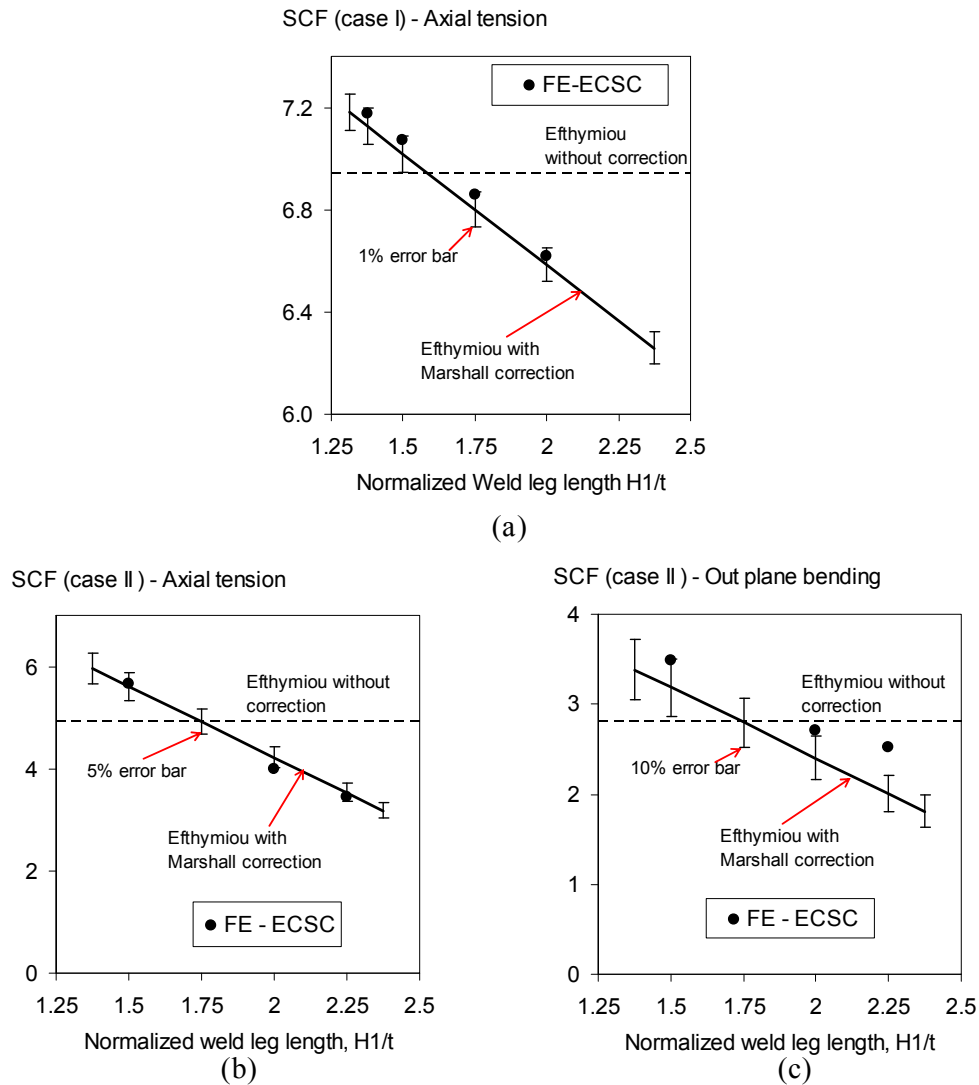 SCF (case I) - Axial tension
FE-ECSC
7.2
Efthymiou
without correction
6.8
1% error bar
6.4
Efthymiou with
Marshall correction
6.0
1.25 1.5 1.75 2 2.25 2.5
Normalized Weld leg length H1/t
(a)
SCF (case II ) - Axial tension
6
Efthymiou without
correction
4
5% error bar
Efthymiou with
Marshall correction
2
FE - ECSC
0
1.25 1.5 1.75 2 2.25 2.5
Normalized weld leg length, H1/t
(b)
SCF (case II ) - Out plane bending
4
3
Efthymiou without
correction
10% error bar
2
Efthymiou with
Marshall correction
1
FE - ECSC
0
1.25 1.5 1.75 2 2.25 2.5
Normalized weld leg length, H1/t
(c)